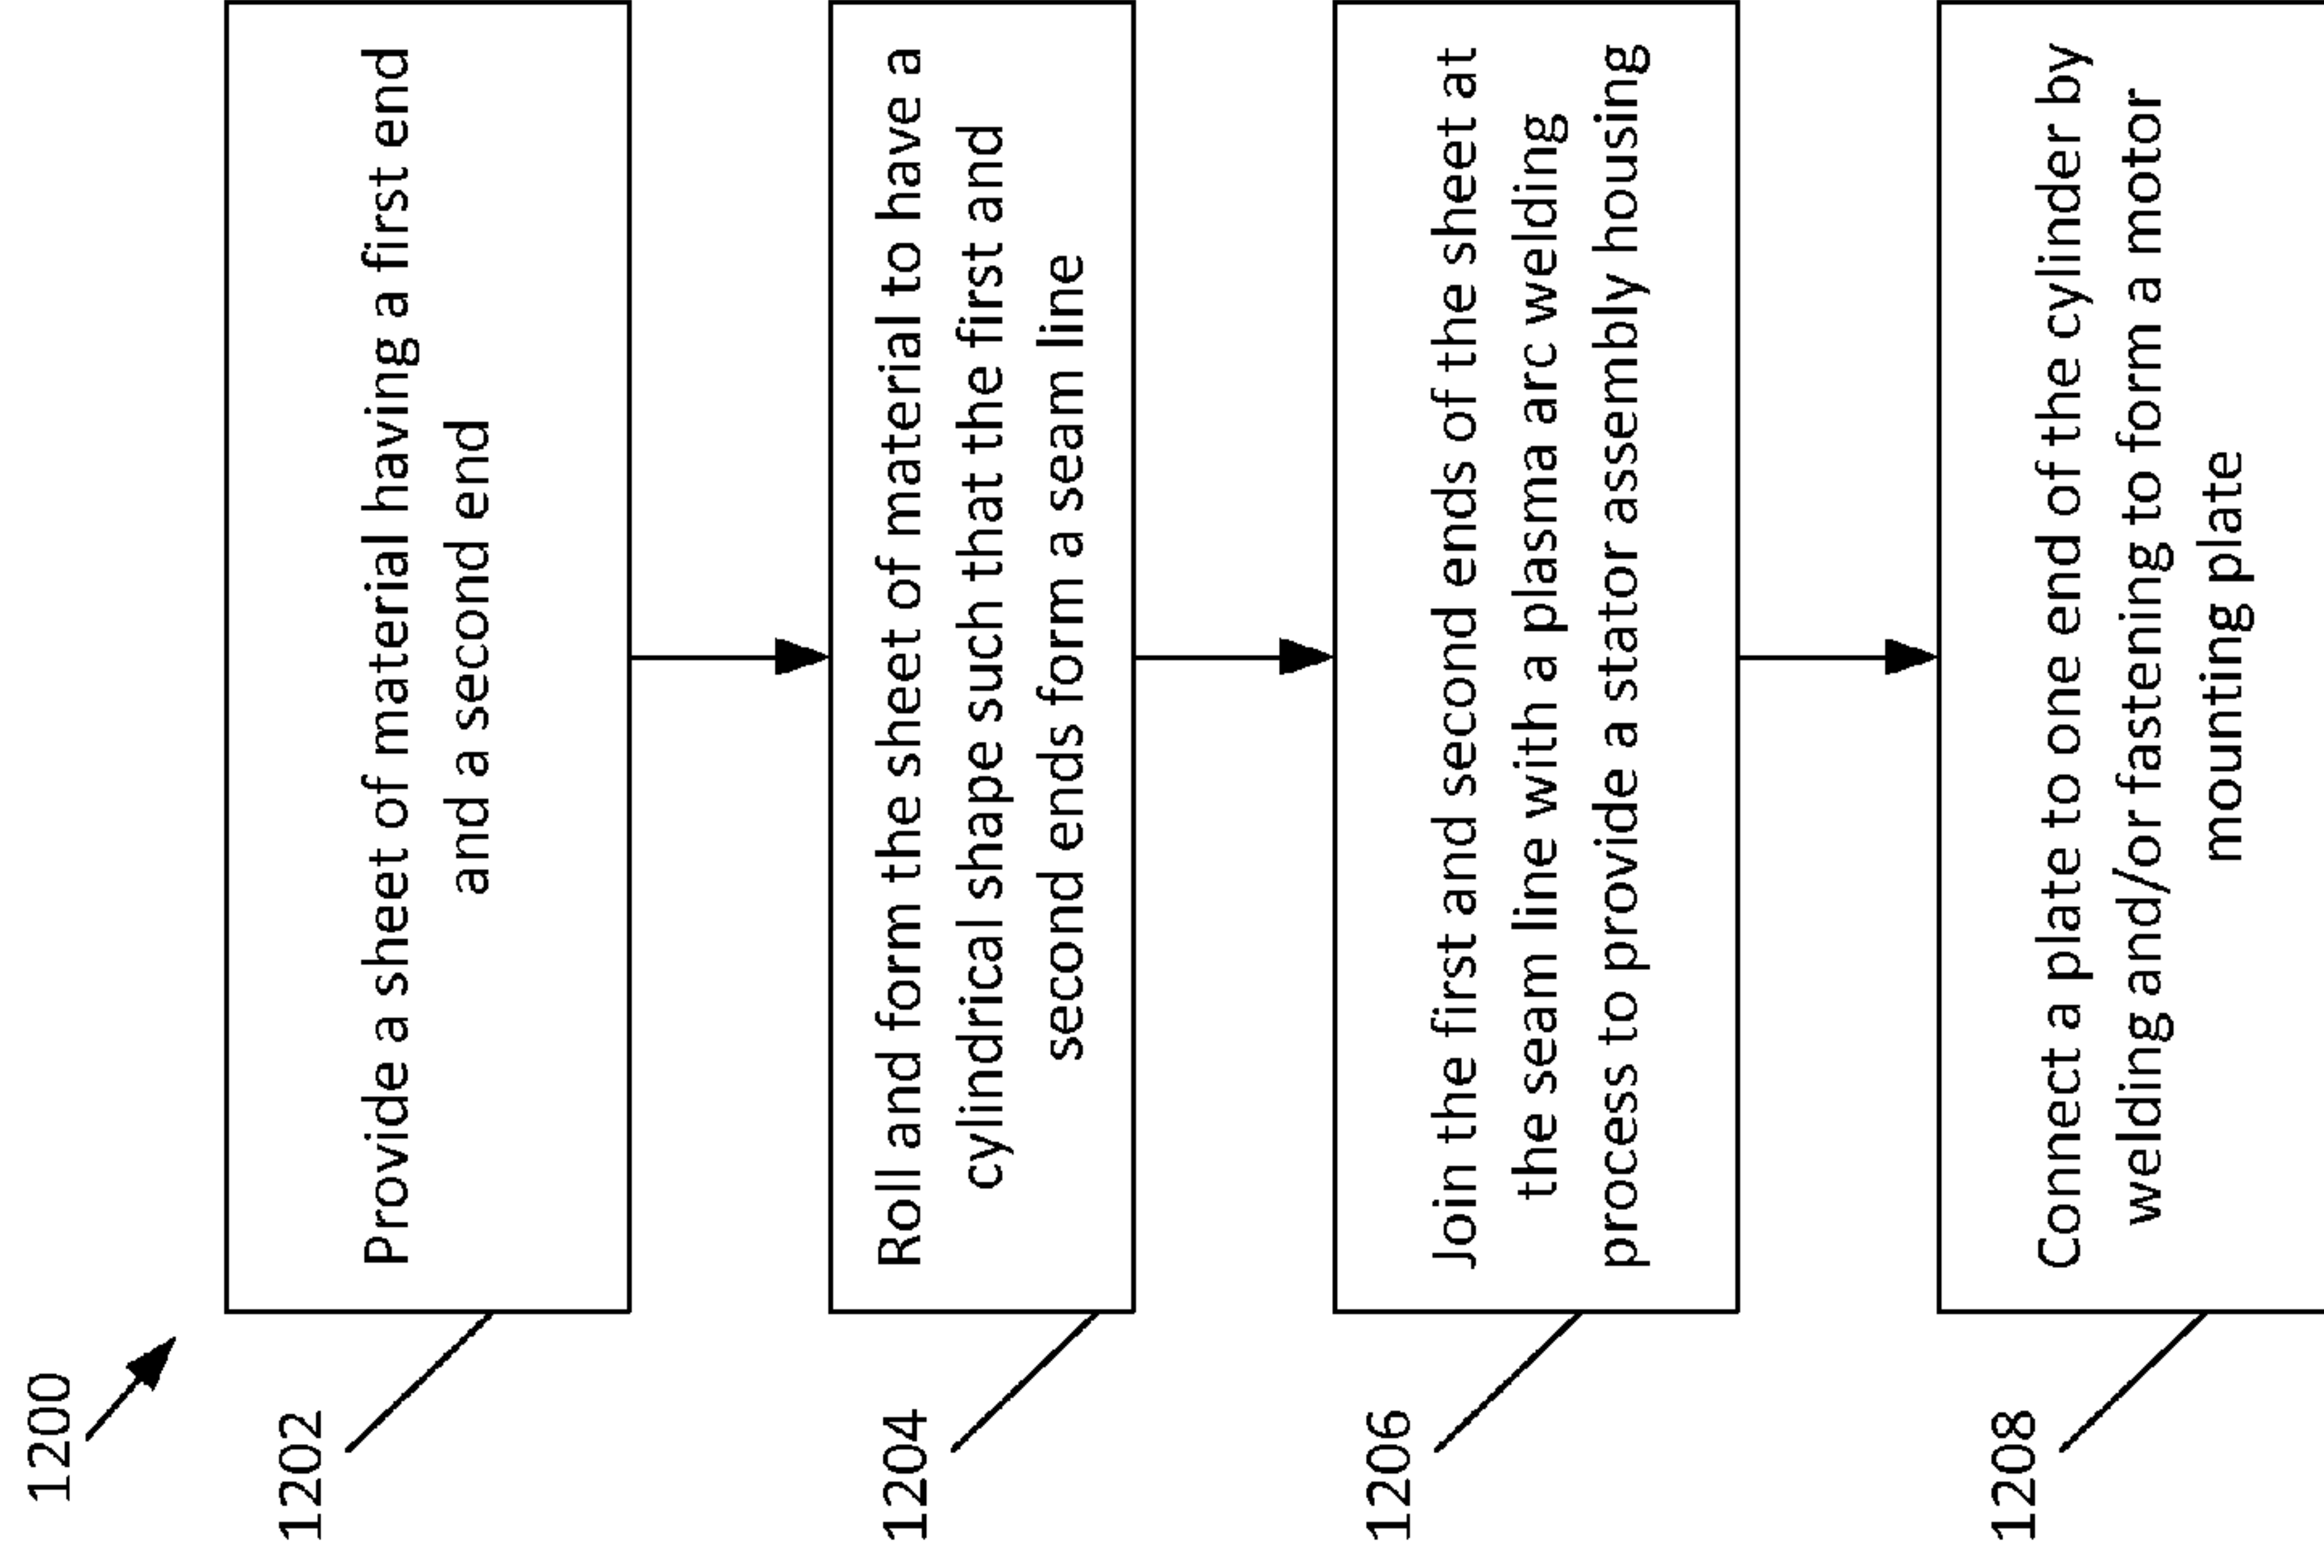 1200
1202
Provide a sheet of material having a first end
and a second end
1204
Roll and form the sheet of material to have a
cylindrical shape such that the first and
second ends form a seam line
1206
Join the first and second ends of the sheet at
the seam line with a plasma arc welding
process to provide a stator assembly housing
1208
Connect a plate to one end of the cylinder by
welding and/or fastening to form a motor
mounting plate